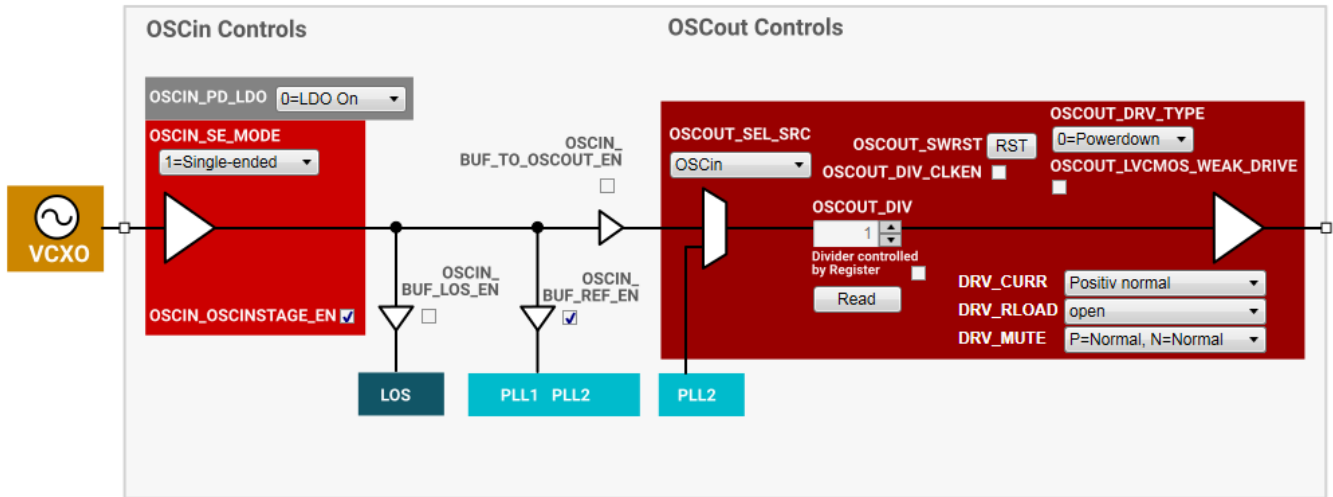 OSCin Controls
OSCout Controls
OSCIN_PD_LDO
0=LDO On
OSCIN_SE_MODE
1=Single-ended
VCXO
OSCIN_OSCINSTAGE_EN
OSCIN_
BUF_LOS_EN
LOS
OSCIN_
BUF_TO_OSCOUT_EN
OSCIN_
BUF_REF_EN
PLL1 PLL2
OSCOUT_SEL_SRC
OSCin
PLL2
OSCOUT_SWRST
RST
OSCOUT_DIV_CLKEN
OSCOUT_DRV_TYPE
0=Powerdown
OSCOUT_LVCMOS_WEAK_DRIVE
OSCOUT_DIV
1
Divider controlled
by Register
Read
DRV_CURR
Positiv normal
DRV_RLOAD
open
DRV_MUTE
P=Normal, N=Normal